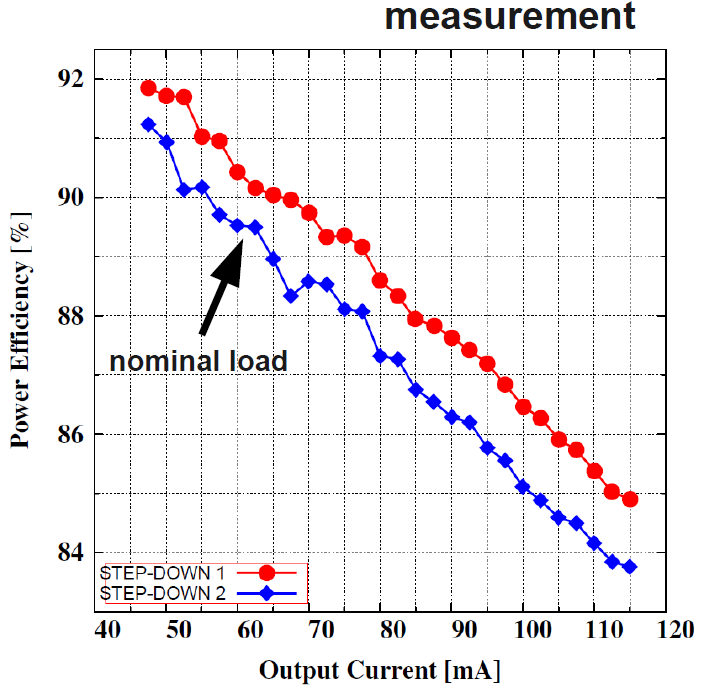 measurement
92
90
88
86
84
Power Efficiency [%]
nominal load
STEP-DOWN 1
STEP-DOWN 2
40 50 60 70 80 90 100 110 120
Output Current [mA]